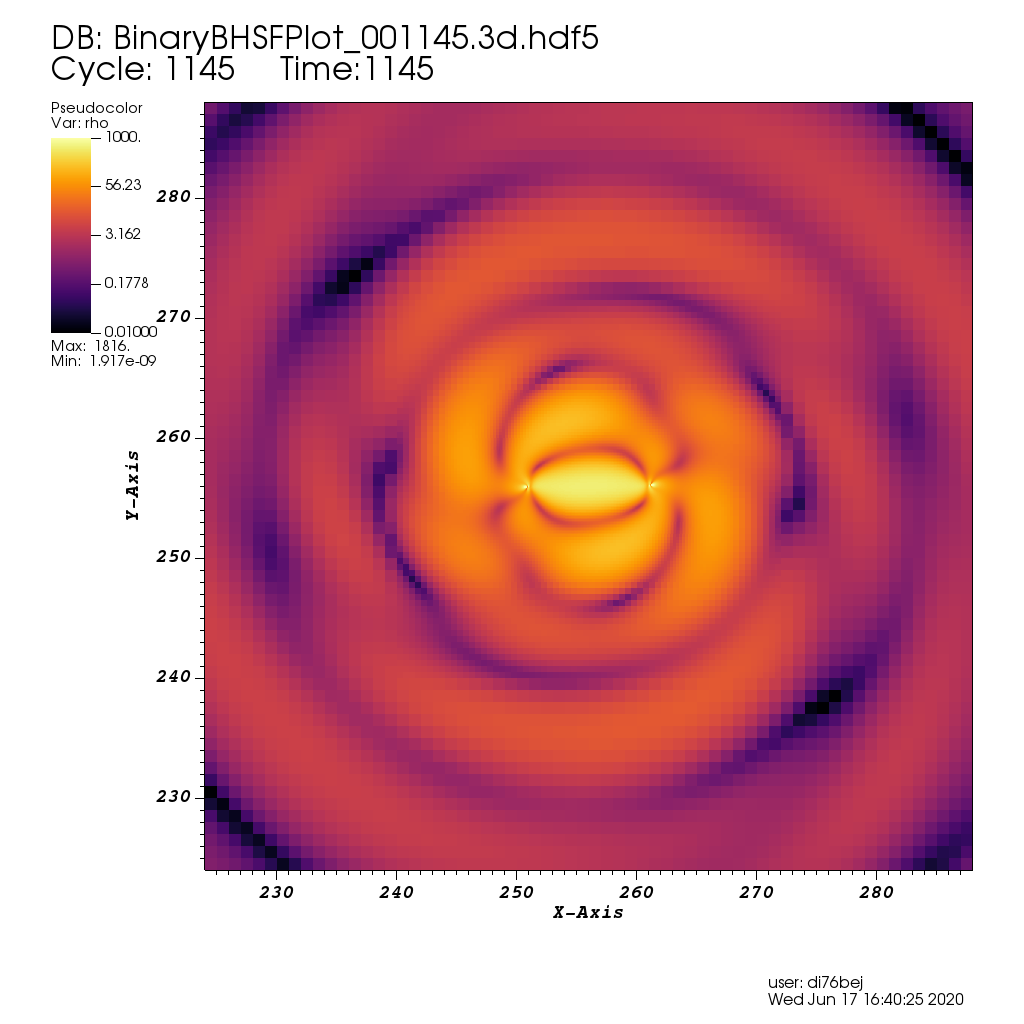 DB: BinaryBHSFPlot_001145.3d.hdf5
Cycle: 1145 Time:1145
Pseudocolor
Var: rho
1000.
56.23
3.162
0.1778
0.01000
Max: 1816.
Min: 1.917e-09
280
270
260
250
240
230
Y-Axis
230 240 250 260 270 280
X-Axis
user: di76bej
Wed Jun 17 16:40:25 2020